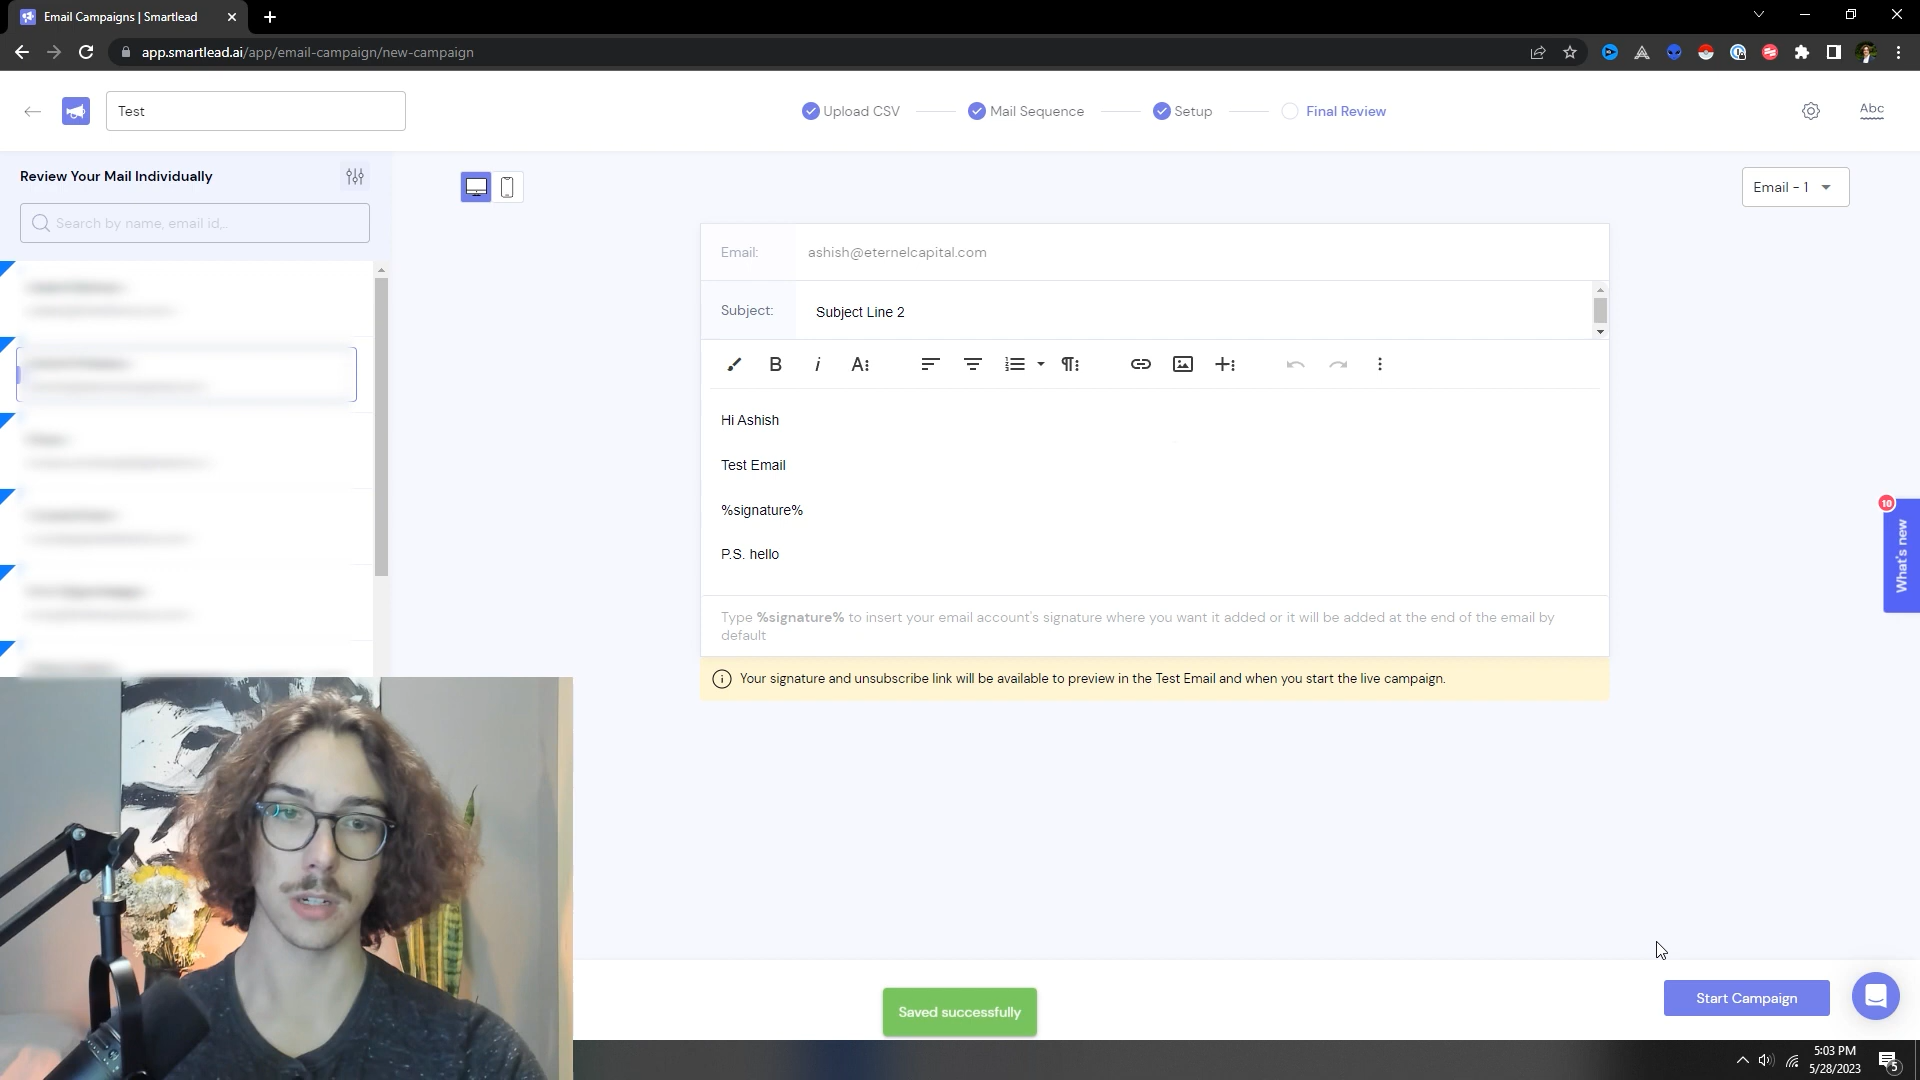 Email Campaigns | Smartlead
app.smartlead.ai/app/email-campaign/new-campaign
Test
Upload CSV
Mail Sequence
Setup
Final Review
Abc
Review Your Mail Individually
Search by name, email id,..
Email - 1
Email: ashish@eternelcapital.com
Subject: Subject Line 2
Hi Ashish
Test Email
%signature%
P.S. hello
Type %signature% to insert your email account's signature where you want it added or it will be added at the end of the email by
default
Your signature and unsubscribe link will be available to preview in the Test Email and when you start the live campaign.
10
What's new
Start Campaign
Saved successfully
5:03 PM
5/28/2023
5